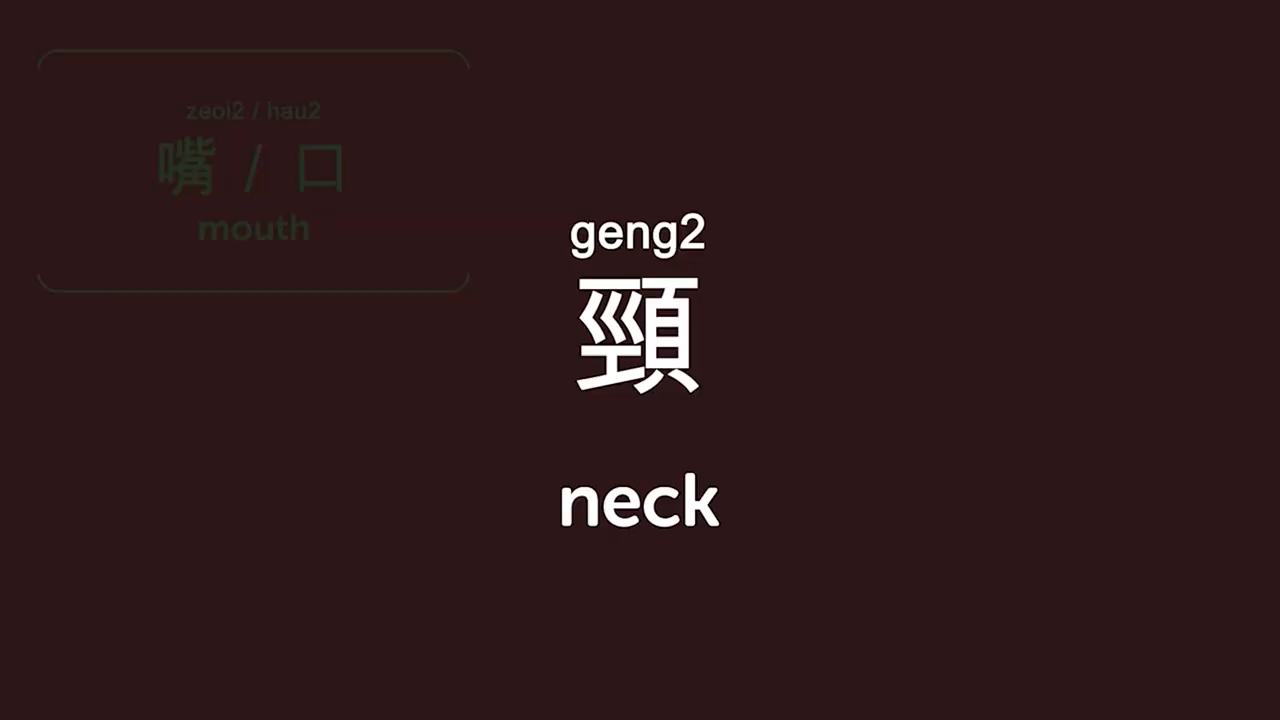 zeoi2 / hau2
嘴 / 口
mouth
geng2
頸
neck